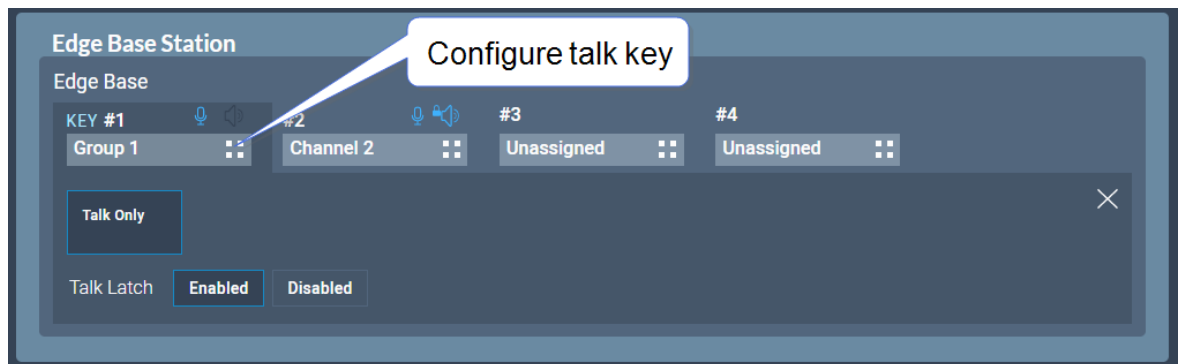 Edge Base Station
Configure talk key
Edge Base
KEY #1
#2
#3
#4
Group 1
Channel 2
Unassigned
Unassigned
Talk Only
Talk Latch
Enabled
Disabled